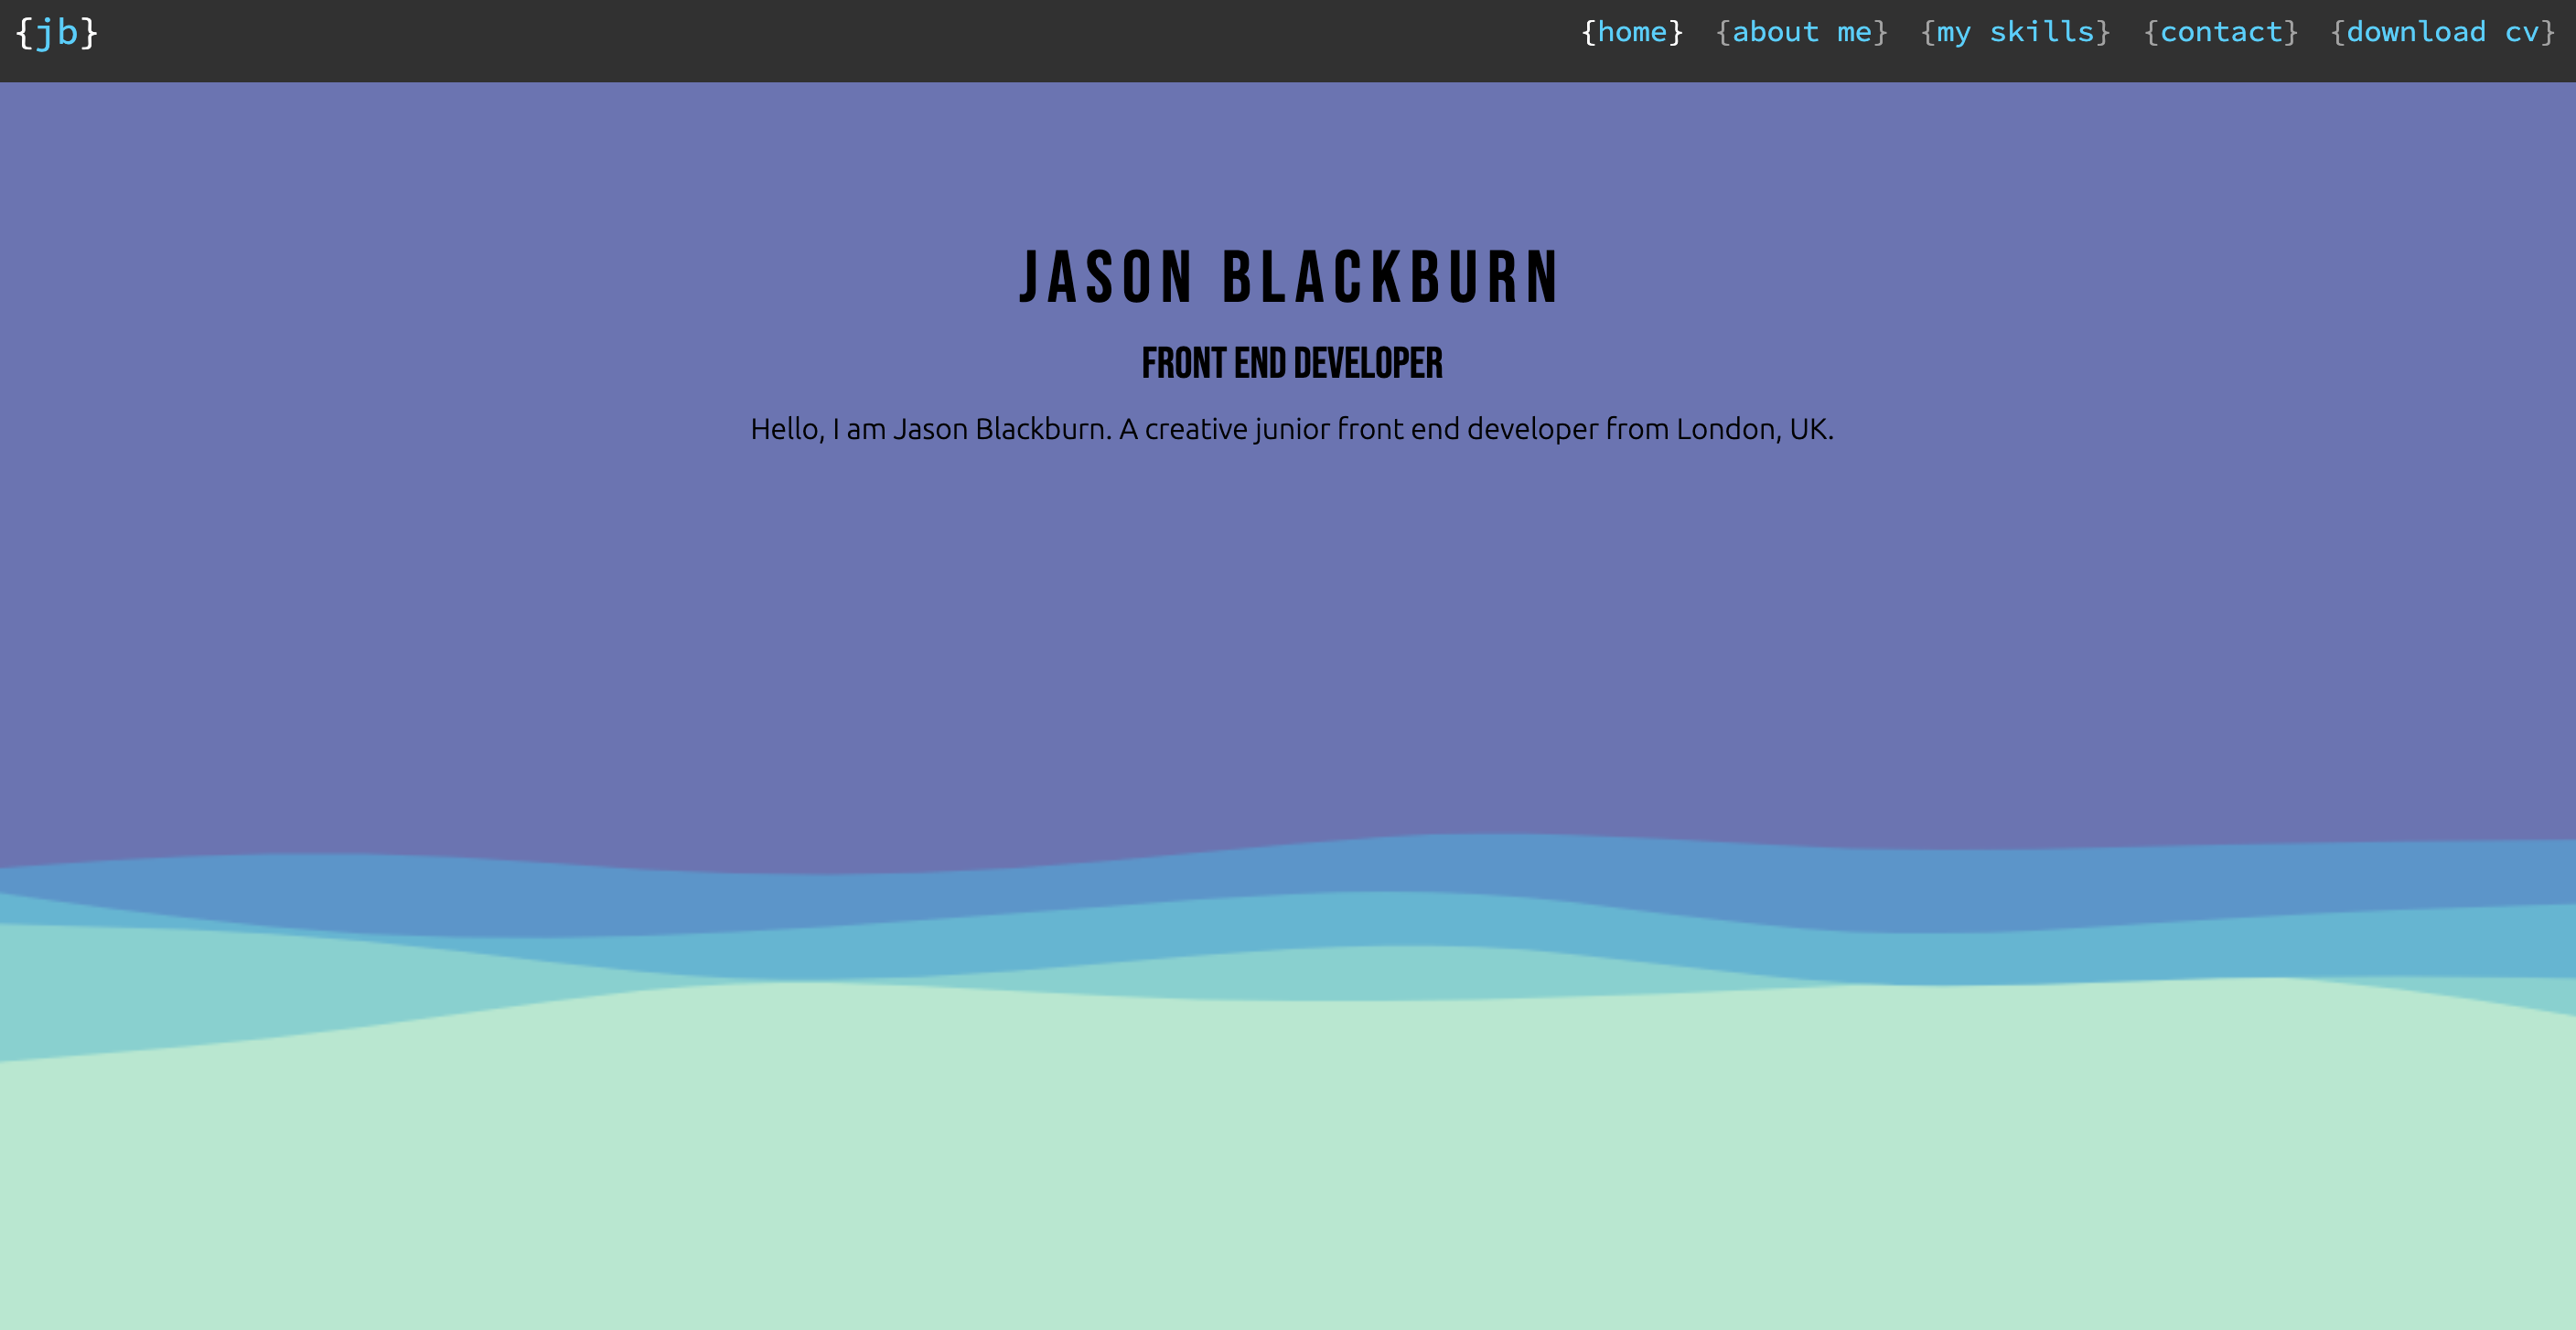 {jb}
{home} {about me} {my skills} {contact} {download cv}
JASON BLACKBURN
FRONT END DEVELOPER
Hello, I am Jason Blackburn. A creative junior front end developer from London, UK.